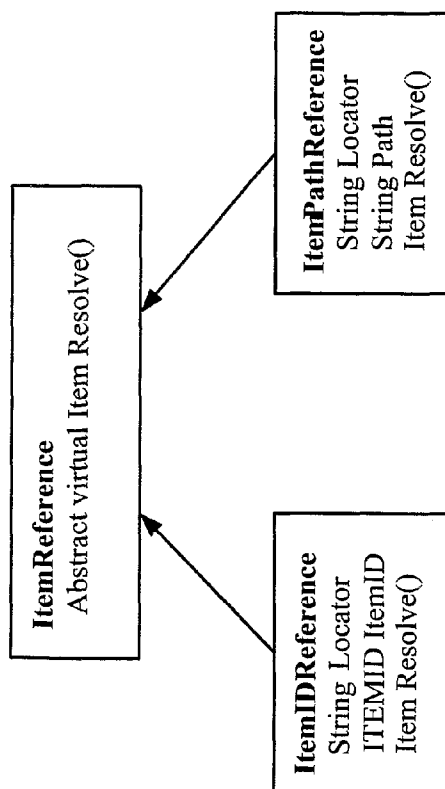 ItemReference
Abstract virtual Item Resolve()
ItemIDReference
String Locator
ITEMID ItemID
Item Resolve()
ItemPathReference
String Locator
String Path
Item Resolve()